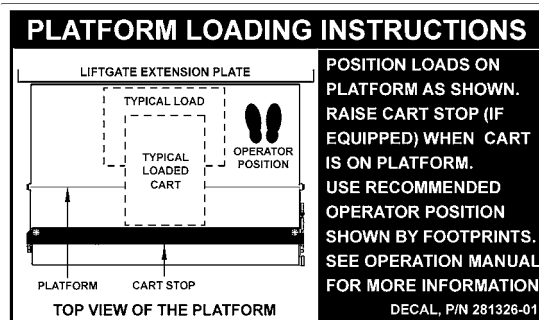 PLATFORM LOADING INSTRUCTIONS
LIFTGATE EXTENSION PLATE
TYPICAL LOAD
OPERATOR
POSITION
TYPICAL
LOADED
CART
PLATFORM
CART STOP
TOP VIEW OF THE PLATFORM
POSITION LOADS ON
PLATFORM AS SHOWN.
RAISE CART STOP (IF
EQUIPPED) WHEN CART
IS ON PLATFORM.
USE RECOMMENDED
OPERATOR POSITION
SHOWN BY FOOTPRINTS.
SEE OPERATION MANUAL
FOR MORE INFORMATION
DECAL, P/N 281326-01